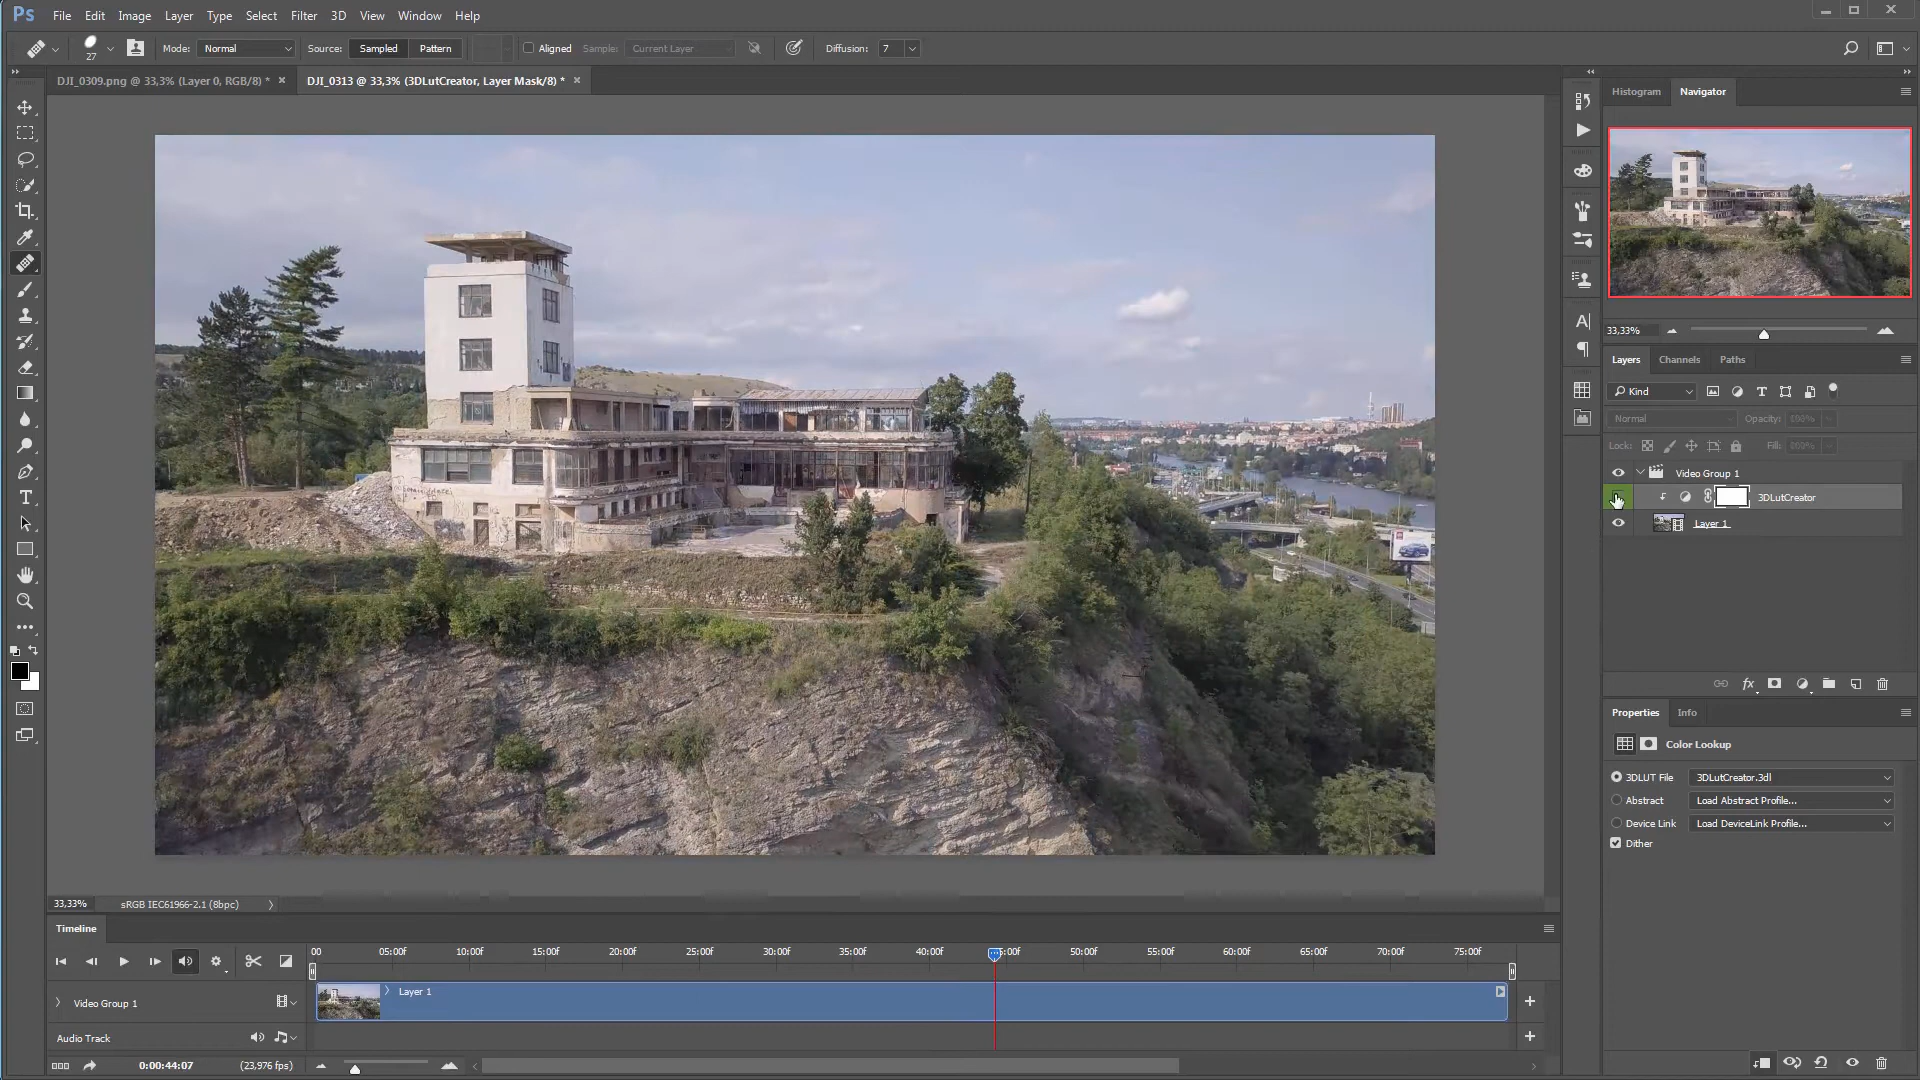 Ps File Edit Image Layer Type Select Filter 3D View Window Help
27 Mode: Normal Source: Sampled Pattern Aligned Sample: Current Layer Diffusion: 7
DJI_0309.png @ 33,3% (Layer 0, RGB/8) * × DJI_0313 @ 33,3% (3DLutCreator, Layer Mask/8) * ×
Histogram Navigator
33,33%
Layers Channels Paths
Kind
Normal Opacity: 100%
Lock: Fill: 100%
Video Group 1
3DLutCreator
Layer 1
Properties Info
Color Lookup
3DLUT File 3DLutCreator.3dl
Abstract Load Abstract Profile...
Device Link Load DeviceLink Profile...
Dither
33,33% sRGB IEC61966-2.1 (8bpc)
Timeline
00 05:00f 10:00f 15:00f 20:00f 25:00f 30:00f 35:00f 40:00f 5:00f 50:00f 55:00f 60:00f 65:00f 70:00f 75:00f
Video Group 1 Layer 1
Audio Track
0:00:44:07 (23,976 fps)